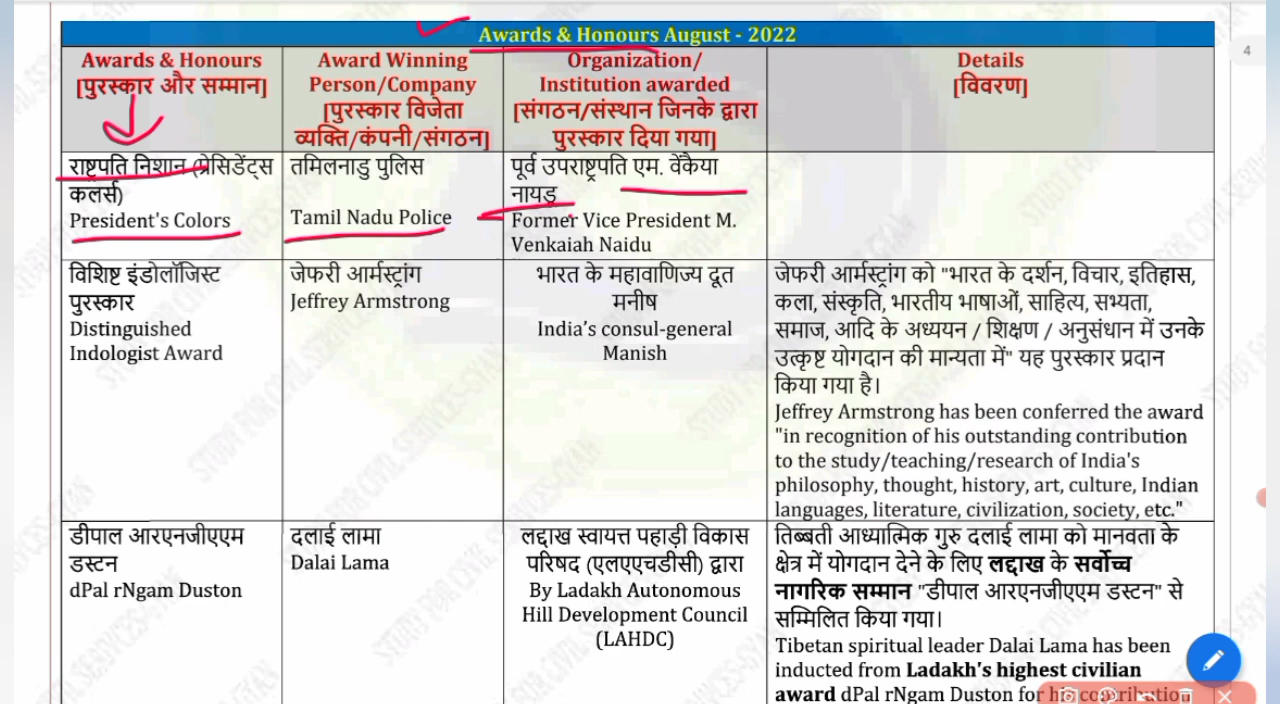 Awards & Honours August - 2022
4
Awards & Honours
[पुरस्कार और सम्मान]
Award Winning
Person/Company
[पुरस्कार विजेता
व्यक्ति/कंपनी/संगठन]
Organization/
Institution awarded
[संगठन/संस्थान जिनके द्वारा
पुरस्कार दिया गया]
Details
[विवरण]
राष्ट्रपति निशान (प्रेसिडेंट्स
कलर्स)
President's Colors
तमिलनाडु पुलिस
Tamil Nadu Police
पूर्व उपराष्ट्रपति एम. वेंकैया
नायडू
Former Vice President M.
Venkaiah Naidu
विशिष्ट इंडोलॉजिस्ट
पुरस्कार
Distinguished
Indologist Award
जेफरी आर्मस्ट्रांग
Jeffrey Armstrong
भारत के महावाणिज्य दूत
मनीष
India's consul-general
Manish
जेफरी आर्मस्ट्रांग को "भारत के दर्शन, विचार, इतिहास,
कला, संस्कृति, भारतीय भाषाओं, साहित्य, सभ्यता,
समाज, आदि के अध्ययन / शिक्षण / अनुसंधान में उनके
उत्कृष्ट योगदान की मान्यता में" यह पुरस्कार प्रदान
किया गया है।
Jeffrey Armstrong has been conferred the award
"in recognition of his outstanding contribution
to the study/teaching/research of India's
philosophy, thought, history, art, culture, Indian
languages, literature, civilization, society, etc."
डीपाल आरएनजीएएम
डस्टन
dPal rNgam Duston
दलाई लामा
Dalai Lama
लद्दाख स्वायत्त पहाड़ी विकास
परिषद (एलएएचडीसी) द्वारा
By Ladakh Autonomous
Hill Development Council
(LAHDC)
तिब्बती आध्यात्मिक गुरु दलाई लामा को मानवता के
क्षेत्र में योगदान देने के लिए लद्दाख के सर्वोच्च
नागरिक सम्मान "डीपाल आरएनजीएएम डस्टन" से
सम्मिलित किया गया।
Tibetan spiritual leader Dalai Lama has been
inducted from Ladakh's highest civilian
award dPal rNgam Duston for his contribution